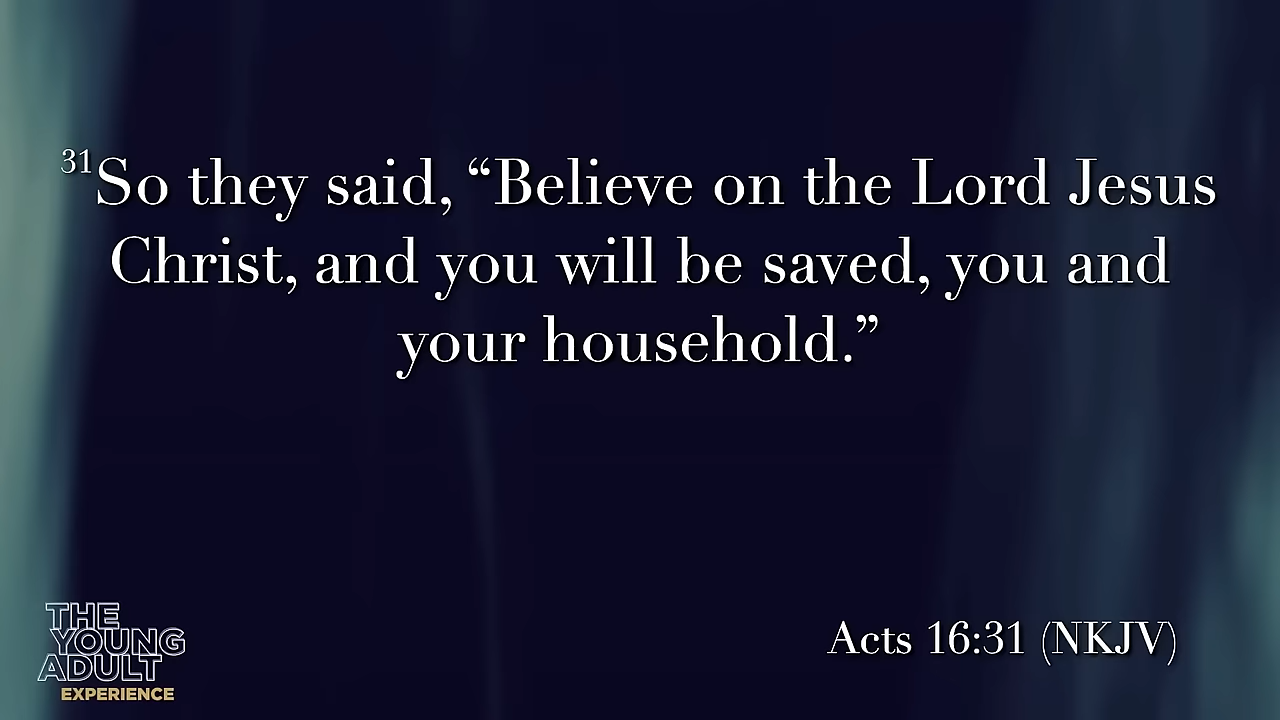 31So they said, “Believe on the Lord Jesus
Christ, and you will be saved, you and
your household.”
Acts 16:31 (NKJV)
THE
YOUNG
ADULT
EXPERIENCE